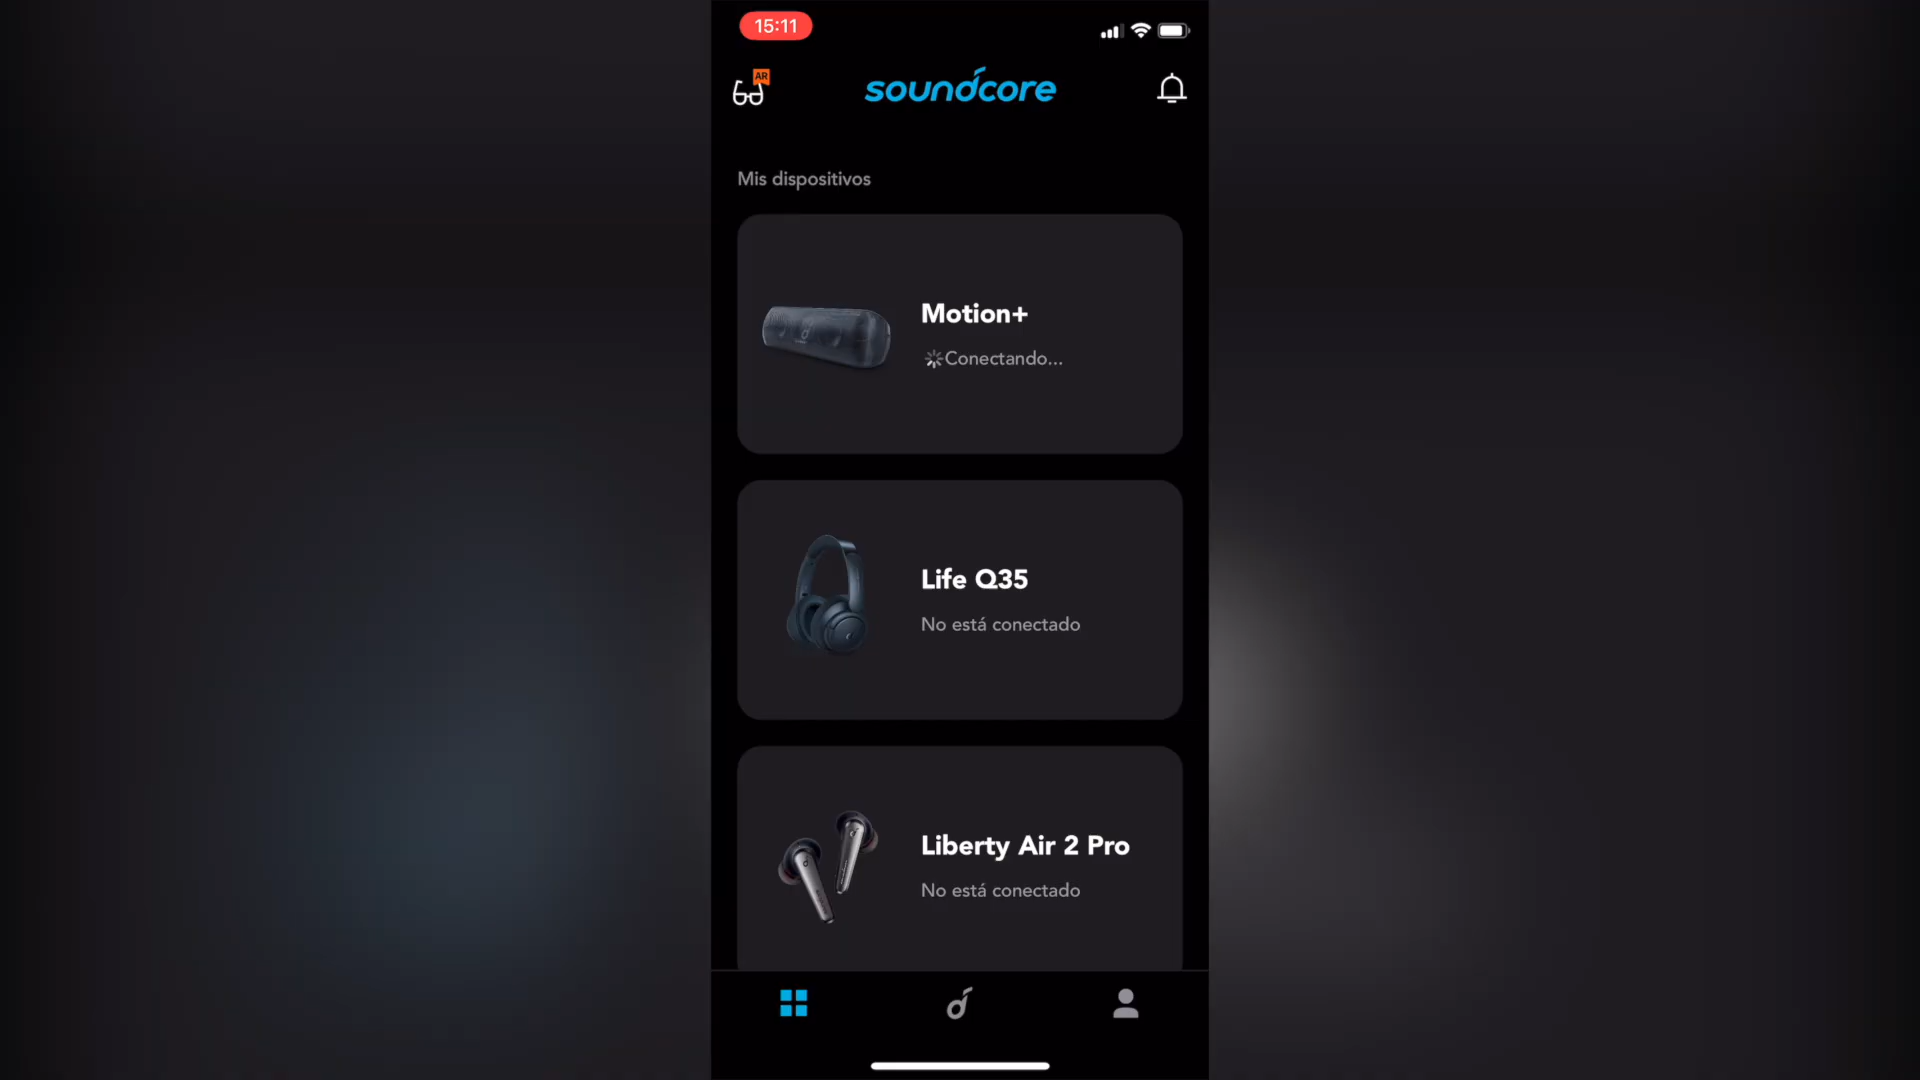 15:11
AR
soundcore
Mis dispositivos
Motion+
Conectando...
Life Q35
No está conectado
Liberty Air 2 Pro
No está conectado